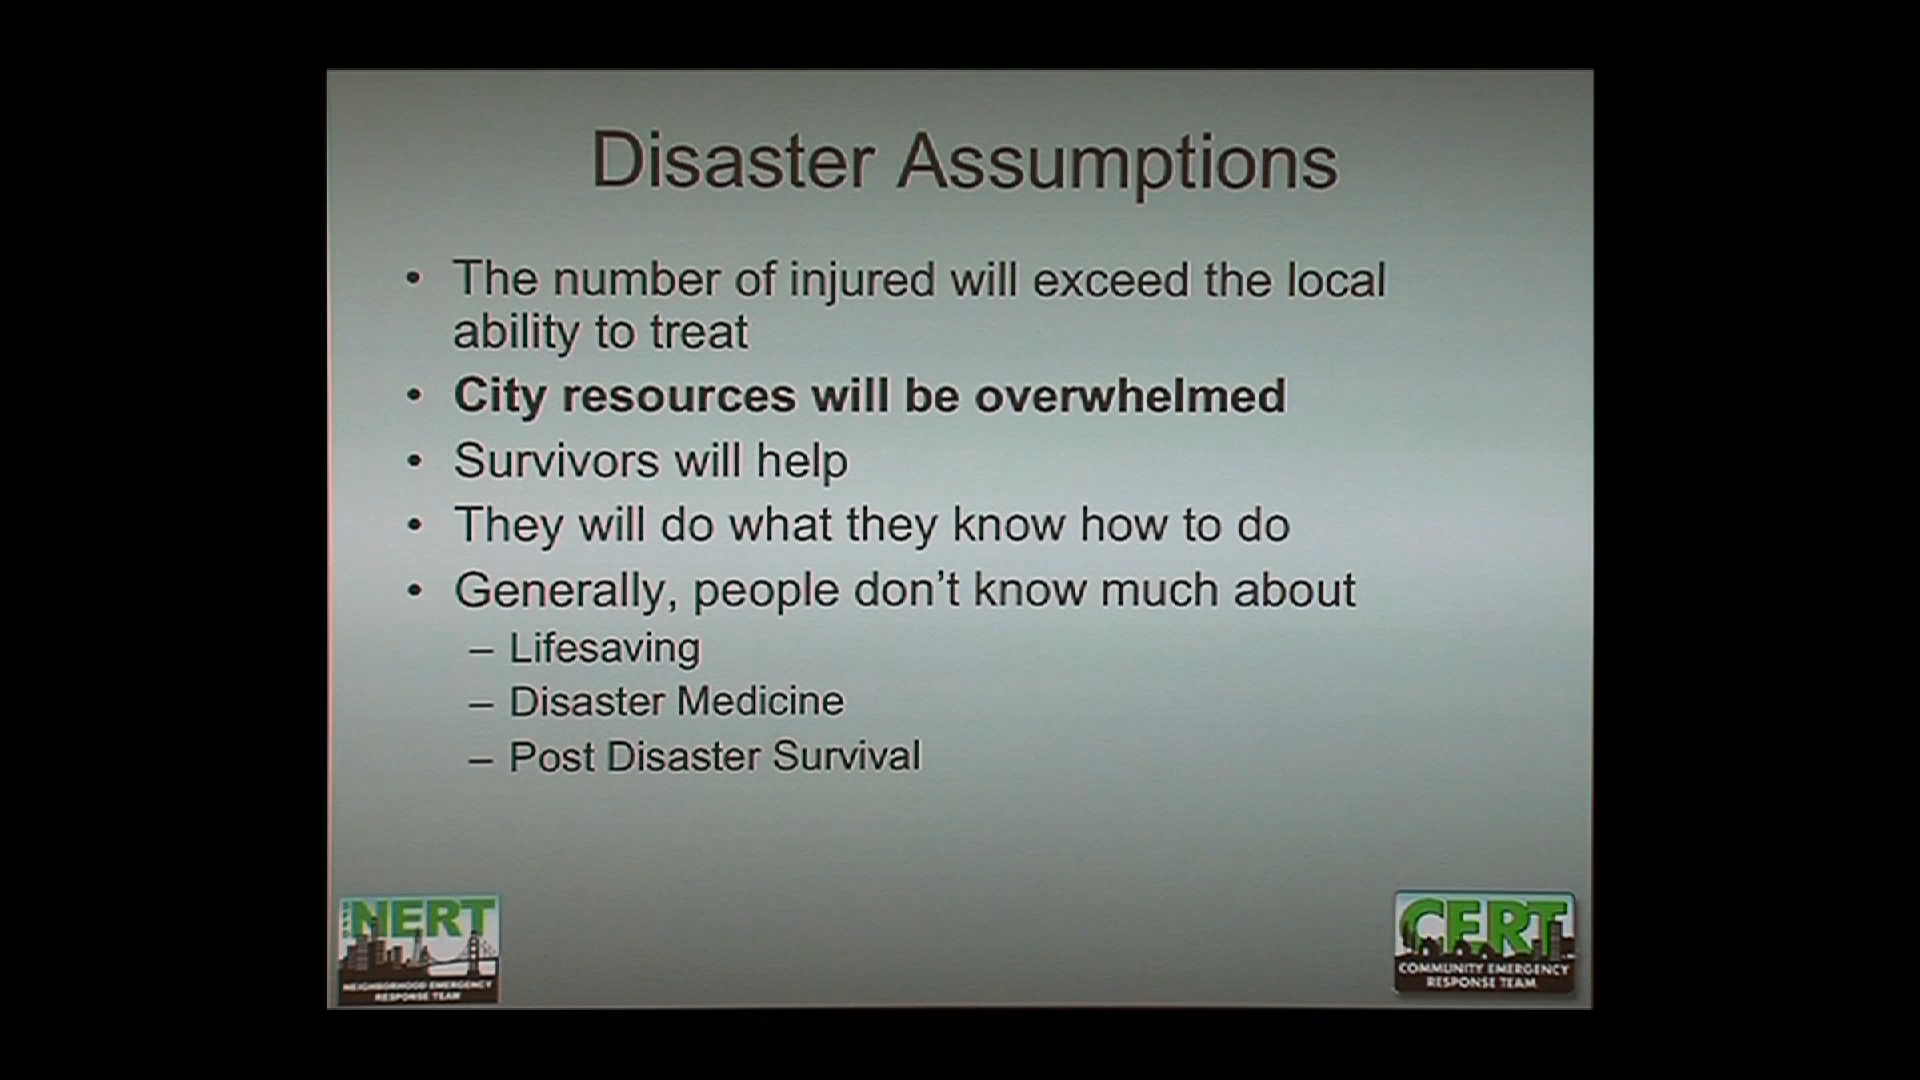 Disaster Assumptions
• The number of injured will exceed the local
ability to treat
• City resources will be overwhelmed
• Survivors will help
• They will do what they know how to do
• Generally, people don't know much about
– Lifesaving
– Disaster Medicine
– Post Disaster Survival
NERT
NEIGHBORHOOD EMERGENCY
RESPONSE TEAM
CERT
COMMUNITY EMERGENCY
RESPONSE TEAM